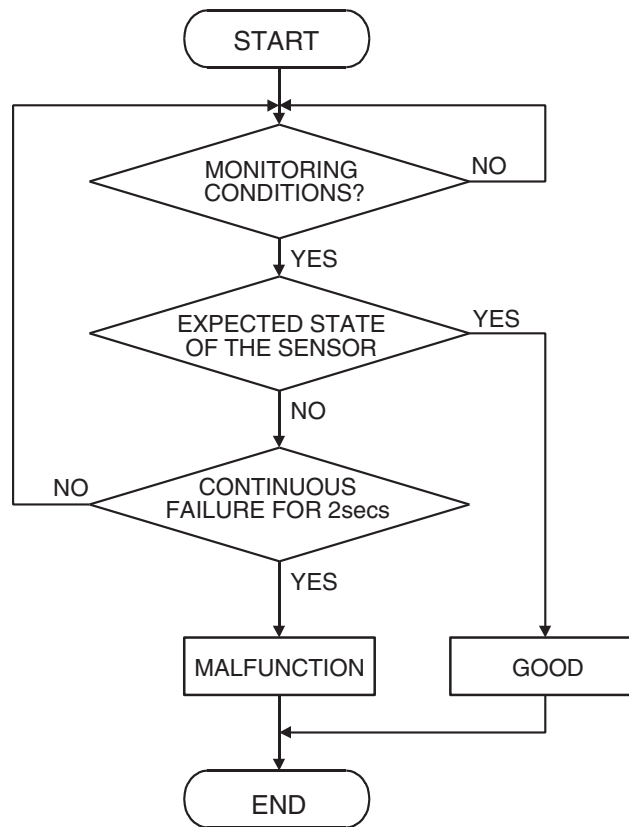 START
MONITORING
CONDITIONS?
NO
YES
EXPECTED STATE
OF THE SENSOR
YES
NO
NO
CONTINUOUS
FAILURE FOR 2secs
YES
MALFUNCTION
GOOD
END